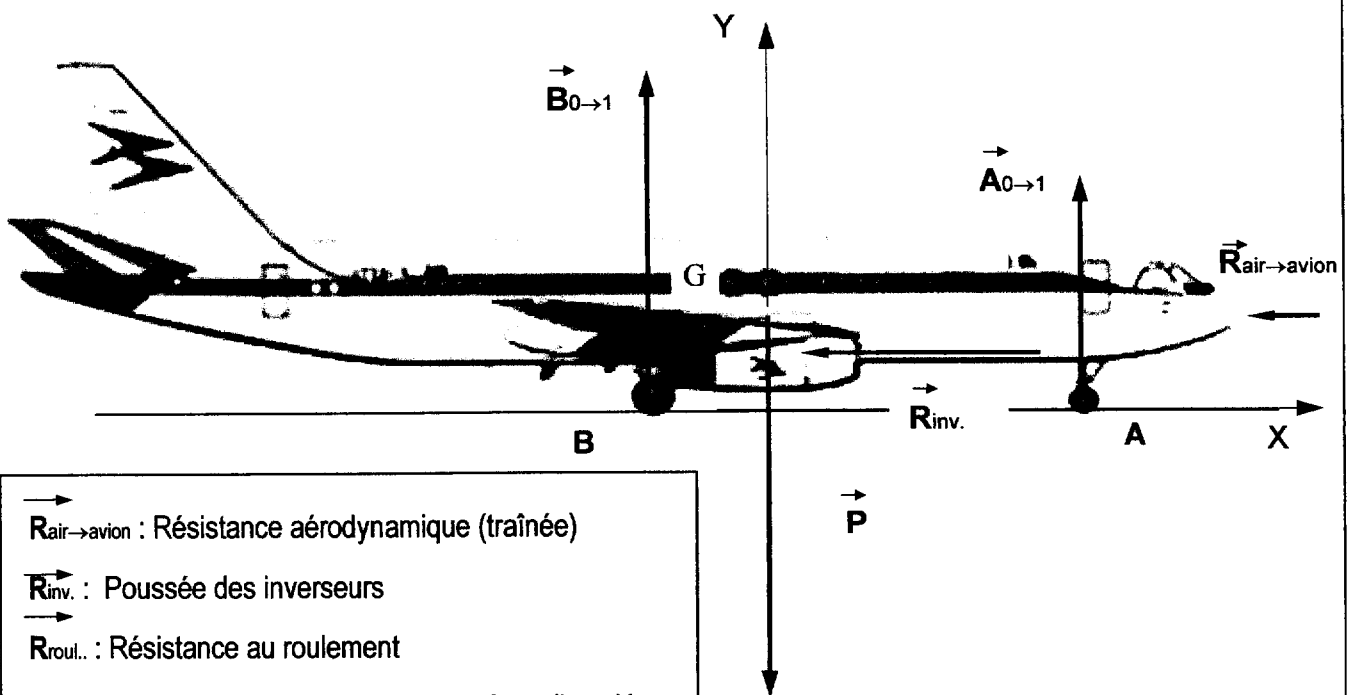 Y
B0→1
A0→1
Rair→avion
G
Rinv.
B
A
X
P
Rair→avion : Résistance aérodynamique (traînée)
Rinv. : Poussée des inverseurs
Rroul.. : Résistance au roulement